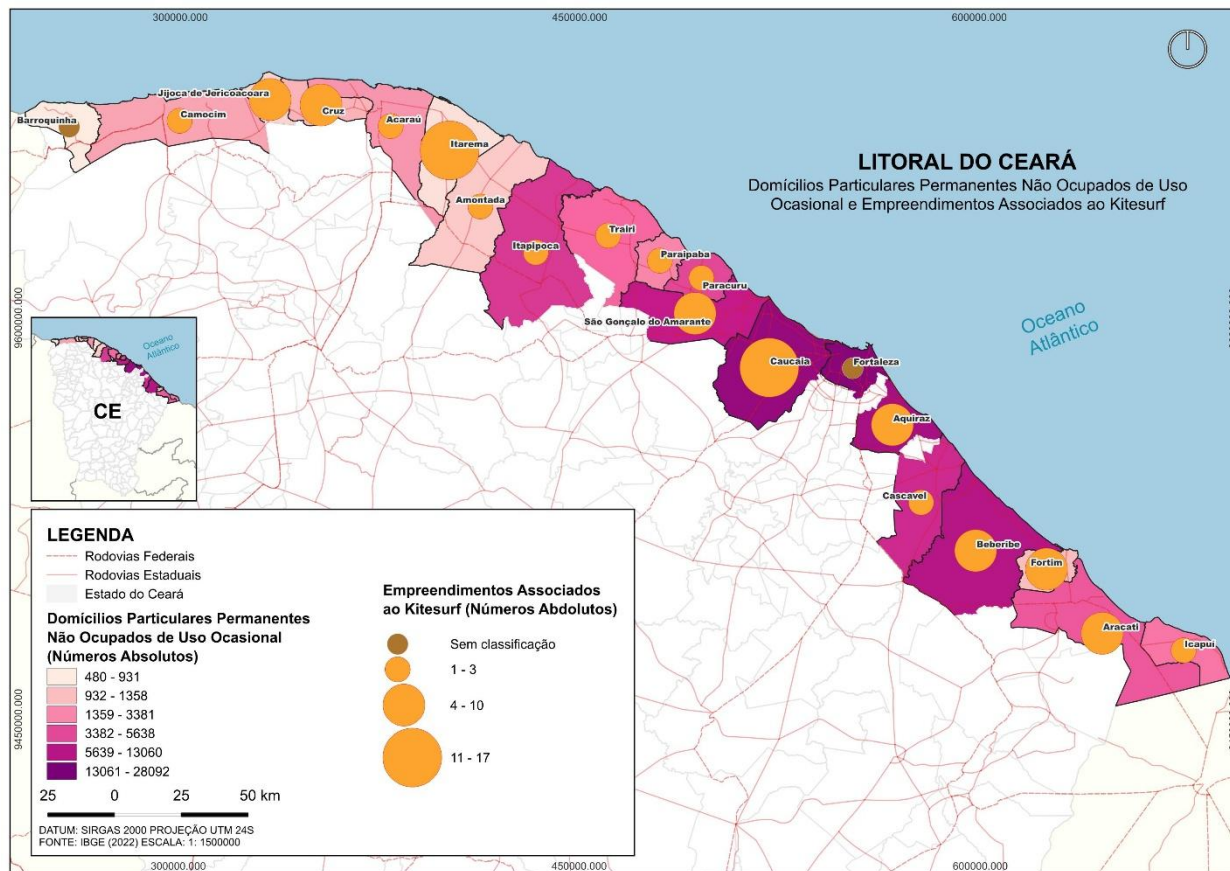 300000.000
450000.000
600000.000
Jijoca de Jericoacoara
Barroquinha
Camocim
Cruz
Acaraú
Itarema
Amontada
Itapipoca
Trairi
Paraipaba
Paracuru
São Gonçalo do Amarante
Caucaia
Fortaleza
Aquiraz
Cascavel
Beberibe
Fortim
Aracati
Icapuí
LITORAL DO CEARÁ
Domícilios Particulares Permanentes Não Ocupados de Uso
Ocasional e Empreendimentos Associados ao Kitesurf
Oceano
Atlântico
9600000.000
Oceano
Atlântico
CE
LEGENDA
Rodovias Federais
Rodovias Estaduais
Estado do Ceará
Domícilios Particulares Permanentes
Não Ocupados de Uso Ocasional
(Números Absolutos)
480 - 931
932 - 1358
1359 - 3381
3382 - 5638
5639 - 13060
13061 - 28092
Empreendimentos Associados
ao Kitesurf (Números Abdolutos)
Sem classificação
1 - 3
4 - 10
11 - 17
25 0 25 50 km
DATUM: SIRGAS 2000 PROJEÇÃO UTM 24S
FONTE: IBGE (2022) ESCALA: 1: 1500000
9450000.000
300000.000
450000.000
600000.000